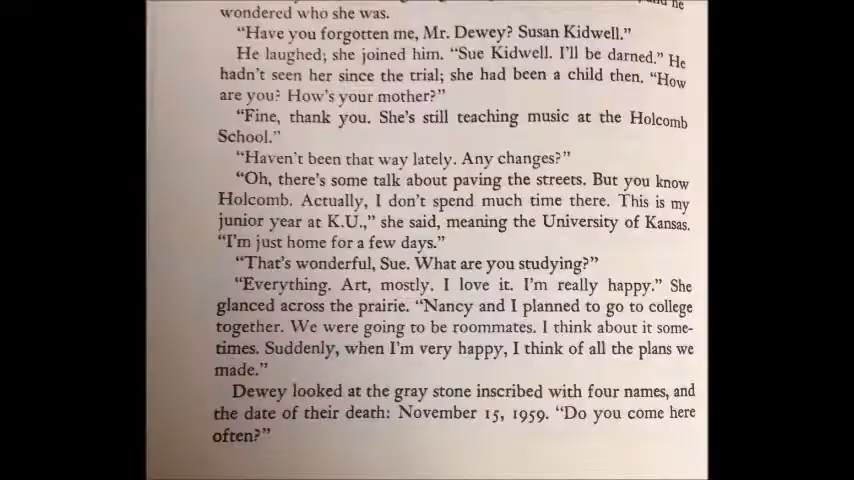 and he
wondered who she was.
"Have you forgotten me, Mr. Dewey? Susan Kidwell."
He laughed; she joined him. "Sue Kidwell. I'll be darned." He
hadn't seen her since the trial; she had been a child then. "How
are you? How's your mother?"
"Fine, thank you. She's still teaching music at the Holcomb
School."
"Haven't been that way lately. Any changes?"
"Oh, there's some talk about paving the streets. But you know
Holcomb. Actually, I don't spend much time there. This is my
junior year at K.U.," she said, meaning the University of Kansas.
"I'm just home for a few days."
"That's wonderful, Sue. What are you studying?"
"Everything. Art, mostly. I love it. I'm really happy." She
glanced across the prairie. "Nancy and I planned to go to college
together. We were going to be roommates. I think about it some-
times. Suddenly, when I'm very happy, I think of all the plans we
made."
Dewey looked at the gray stone inscribed with four names, and
the date of their death: November 15, 1959. "Do you come here
often?"